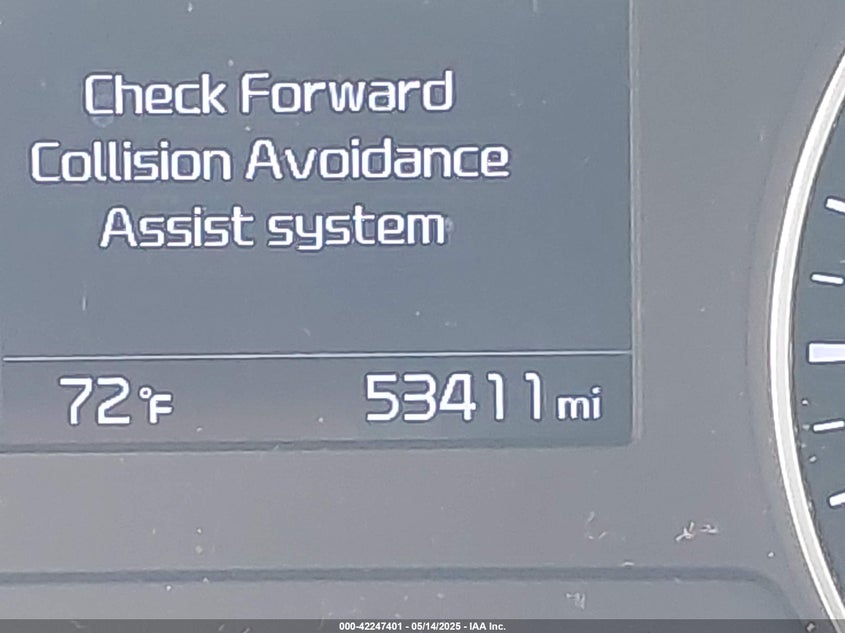 Check Forward
Collision Avoidance
Assist system
72°F 53411 mi
000-42247401 - 05/14/2025 - IAA Inc.